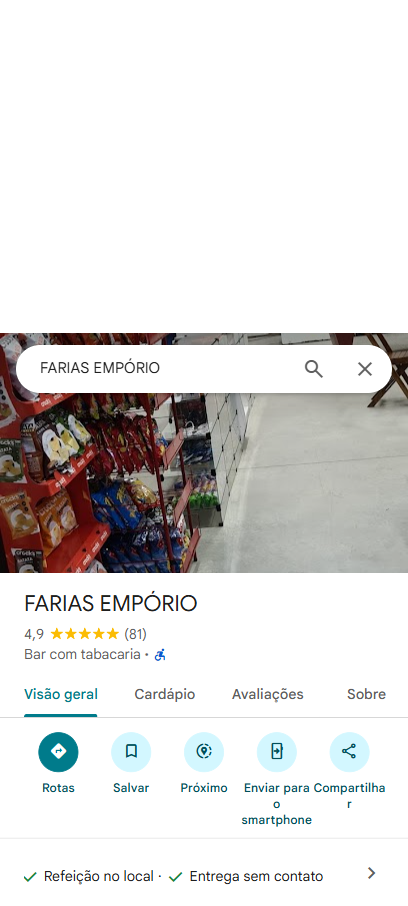 FARIAS EMPÓRIO
FARIAS EMPÓRIO
4,9 (81)
Bar com tabacaria ·
Visão geral Cardápio Avaliações Sobre
Rotas Salvar Próximo Enviar para o smartphone Compartilhar
Refeição no local · Entrega sem contato